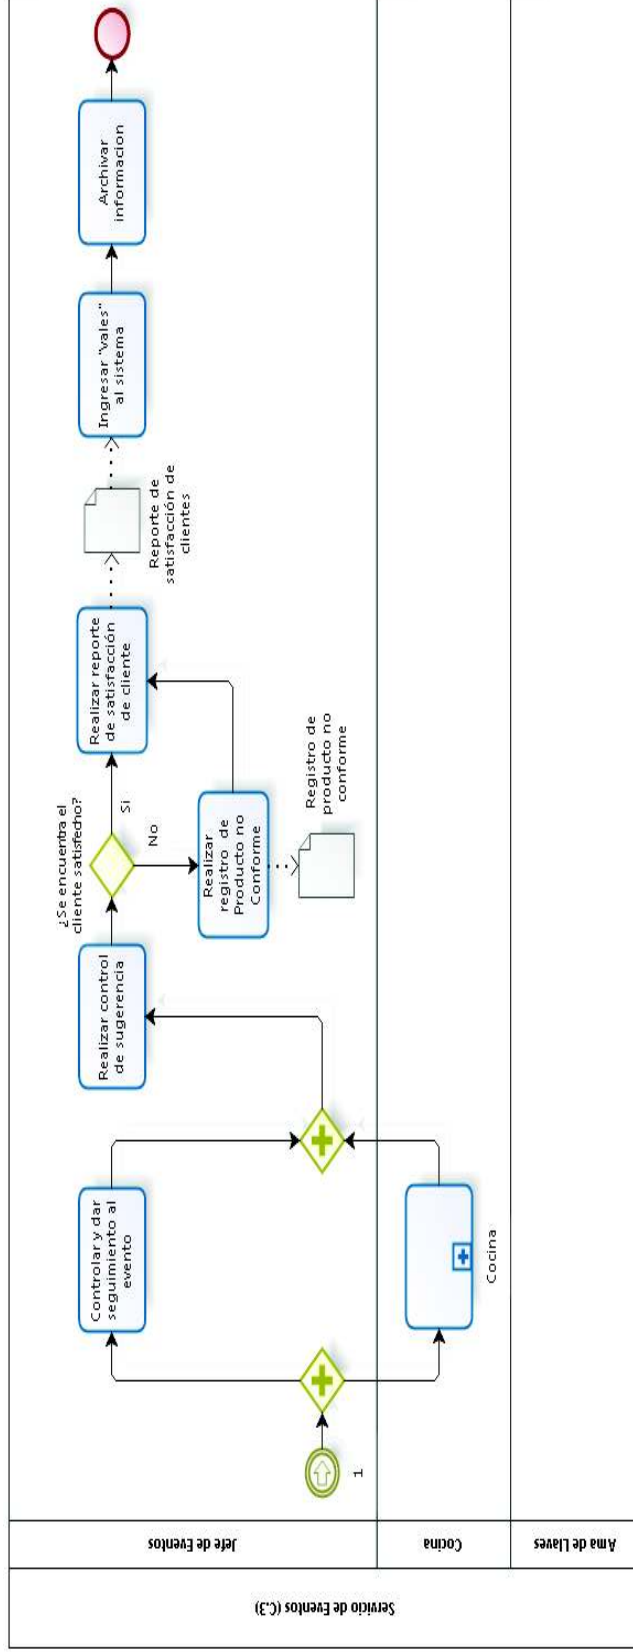 Servicio de Eventos (C.3)
Jefe de Eventos
Cocina
Ama de Llaves
1
Controlar y dar
seguimiento al
evento
Cocina
Realizar control
de sugerencia
¿Se encuentra el
cliente satisfecho?
Si
No
Realizar
registro de
Producto no
Conforme
Registro de
producto no
conforme
Realizar reporte
de satisfacción
de cliente
Reporte de
satisfacción de
clientes
Ingresar "vales"
al sistema
Archivar
informacion